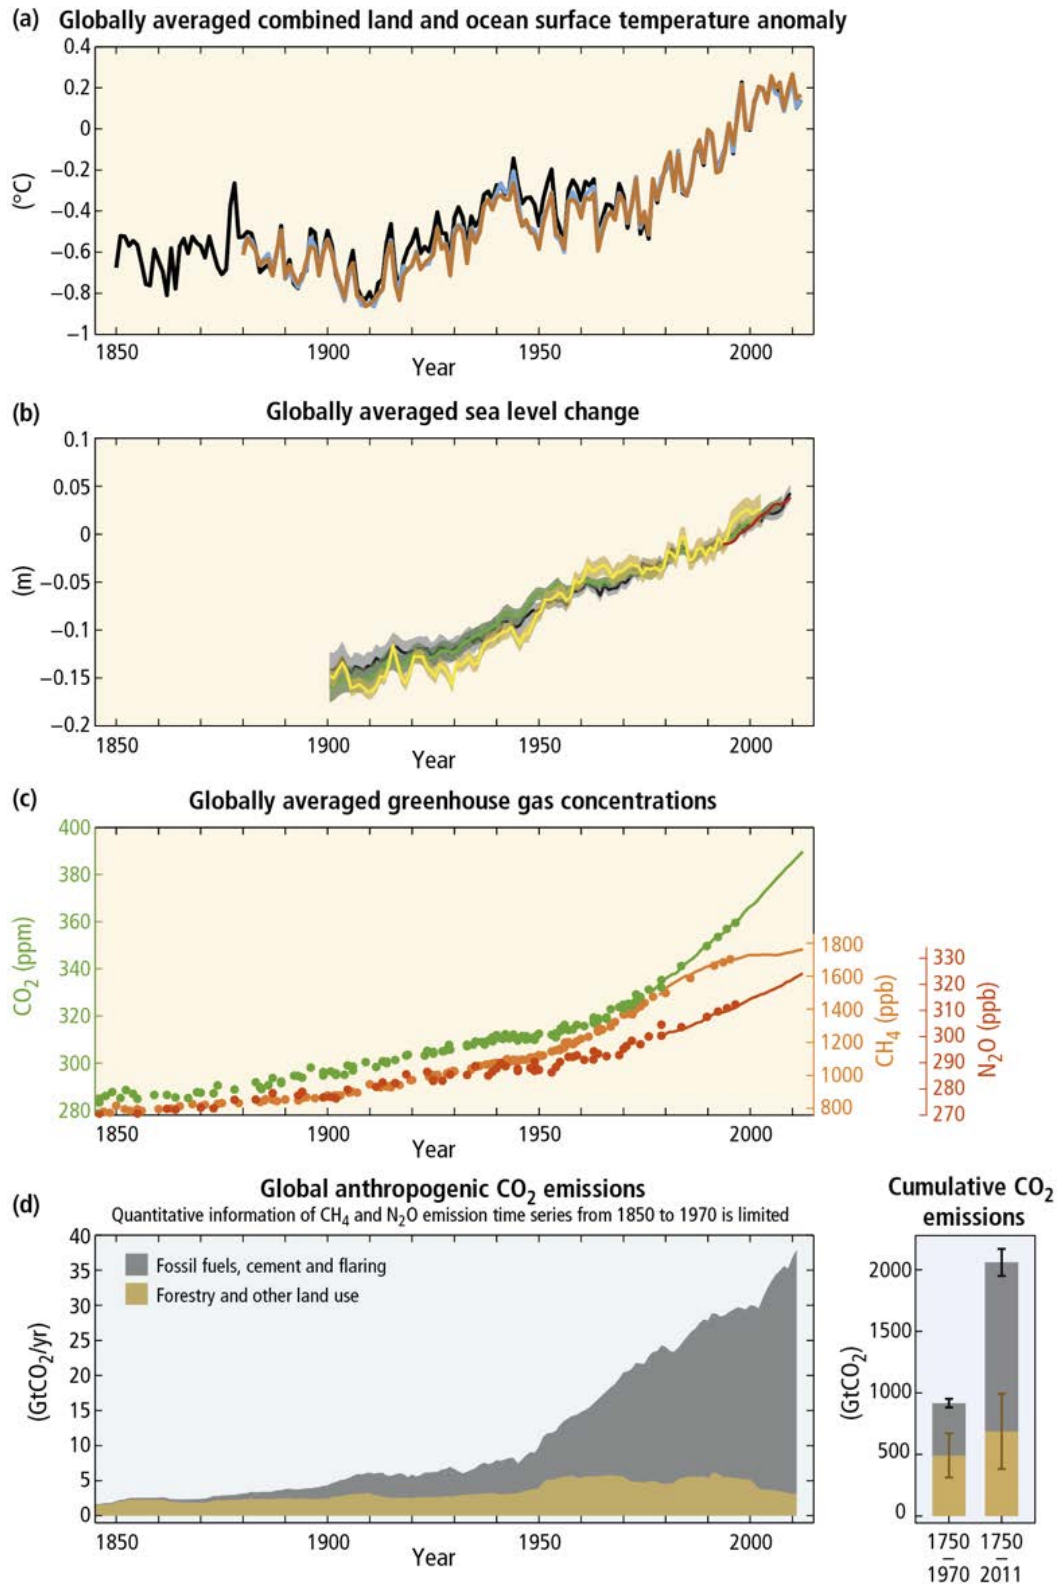 (a) Globally averaged combined land and ocean surface temperature anomaly
0.4
0.2
0
−0.2
−0.4
−0.6
−0.8
−1
(°C)
1850 1900 1950 2000
Year
(b) Globally averaged sea level change
0.1
0.05
0
−0.05
−0.1
−0.15
−0.2
(m)
1850 1900 1950 2000
Year
(c) Globally averaged greenhouse gas concentrations
400
380
360
340
320
300
280
CO₂ (ppm)
1800
1600
1400
1200
1000
800
CH₄ (ppb)
330
320
310
300
290
280
270
N₂O (ppb)
1850 1900 1950 2000
Year
(d) Global anthropogenic CO₂ emissions
Quantitative information of CH₄ and N₂O emission time series from 1850 to 1970 is limited
40
35
30
25
20
15
10
5
0
(GtCO₂/yr)
Fossil fuels, cement and flaring
Forestry and other land use
1850 1900 1950 2000
Year
Cumulative CO₂
emissions
2000
1500
1000
500
0
(GtCO₂)
1750 1750
– –
1970 2011